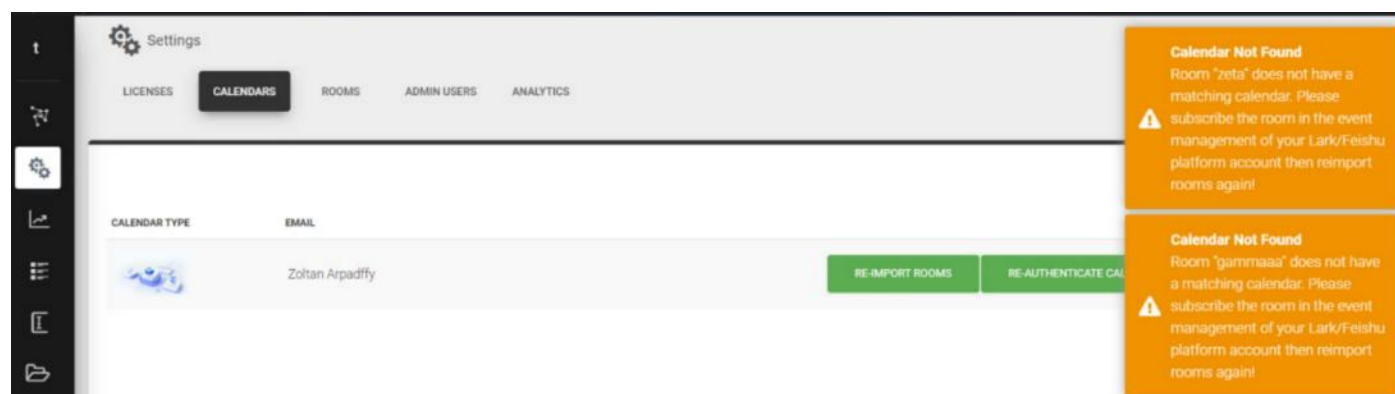 t
Settings
LICENSES CALENDARS ROOMS ADMIN USERS ANALYTICS
CALENDAR TYPE EMAIL
Zoltan Arpadffy RE-IMPORT ROOMS RE-AUTHENTICATE CAL
Calendar Not Found
Room "zeta" does not have a
matching calendar. Please
subscribe the room in the event
management of your Lark/Feishu
platform account then reimport
rooms again!
Calendar Not Found
Room "gammaaa" does not have
a matching calendar. Please
subscribe the room in the event
management of your Lark/Feishu
platform account then reimport
rooms again!